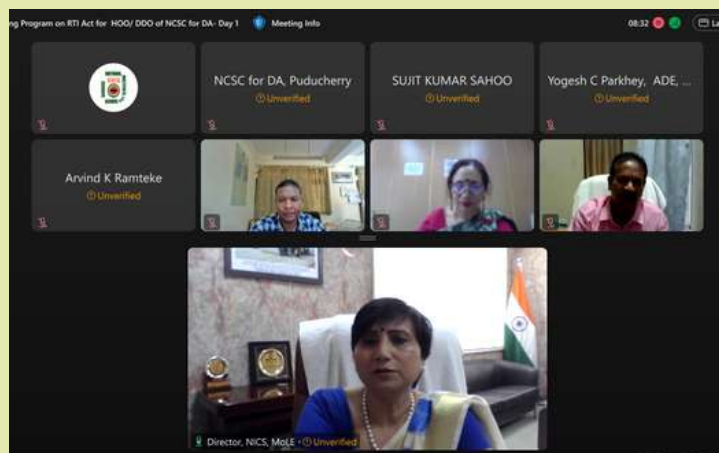 ng Program on RTI Act for HOO/ DDO of NCSC for DA- Day 1
Meeting Info
08:32
La
NCSC for DA, Puducherry
Unverified
SUJIT KUMAR SAHOO
Unverified
Yogesh C Parkhey, ADE, ...
Unverified
Arvind K Ramteke
Unverified
Director, NICS, MoLE • Unverified